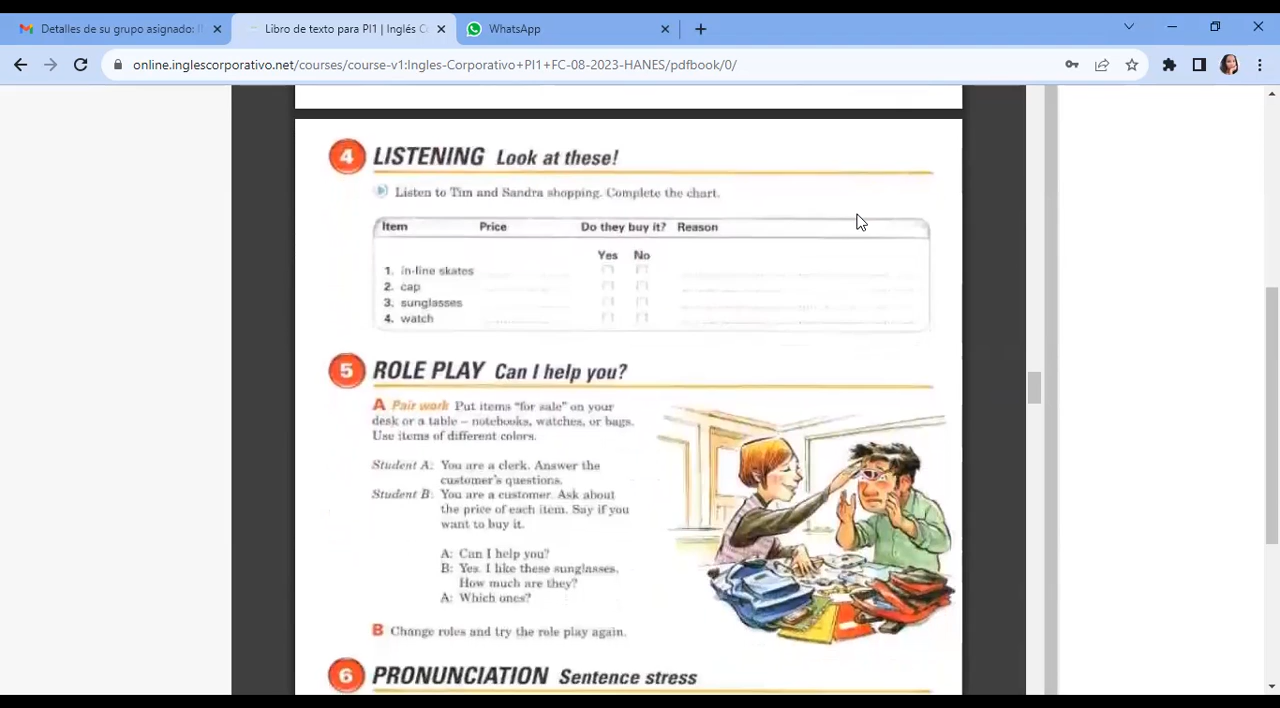 Detalles de su grupo asignado: I
Libro de texto para PI1 | Inglés C
WhatsApp
online.inglescorporativo.net/courses/course-v1:Ingles-Corporativo+PI1+FC-08-2023-HANES/pdfbook/0/
4 LISTENING Look at these!
Listen to Tim and Sandra shopping. Complete the chart.
Item Price Do they buy it? Reason
Yes No
1. in-line skates
2. cap
3. sunglasses
4. watch
5 ROLE PLAY Can I help you?
A Pair work Put items "for sale" on your
desk or a table – notebooks, watches, or bags.
Use items of different colors.
Student A: You are a clerk. Answer the
customer's questions.
Student B: You are a customer. Ask about
the price of each item. Say if you
want to buy it.
A: Can I help you?
B: Yes. I like these sunglasses.
How much are they?
A: Which ones?
B Change roles and try the role play again.
6 PRONUNCIATION Sentence stress